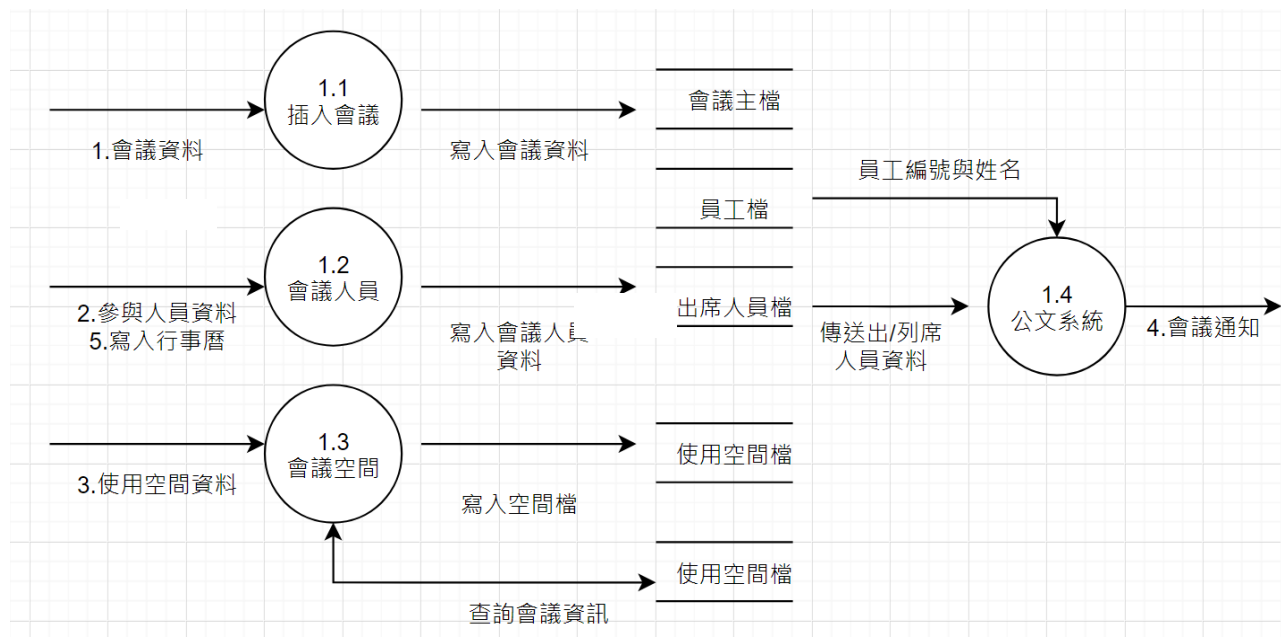 1.1
插入會議
1.會議資料
寫入會議資料
會議主檔
員工檔
員工編號與姓名
1.2
會議人員
2.參與人員資料
5.寫入行事曆
寫入會議人員
資料
出席人員檔
傳送出/列席
人員資料
1.4
公文系統
4.會議通知
1.3
會議空間
3.使用空間資料
寫入空間檔
使用空間檔
使用空間檔
查詢會議資訊